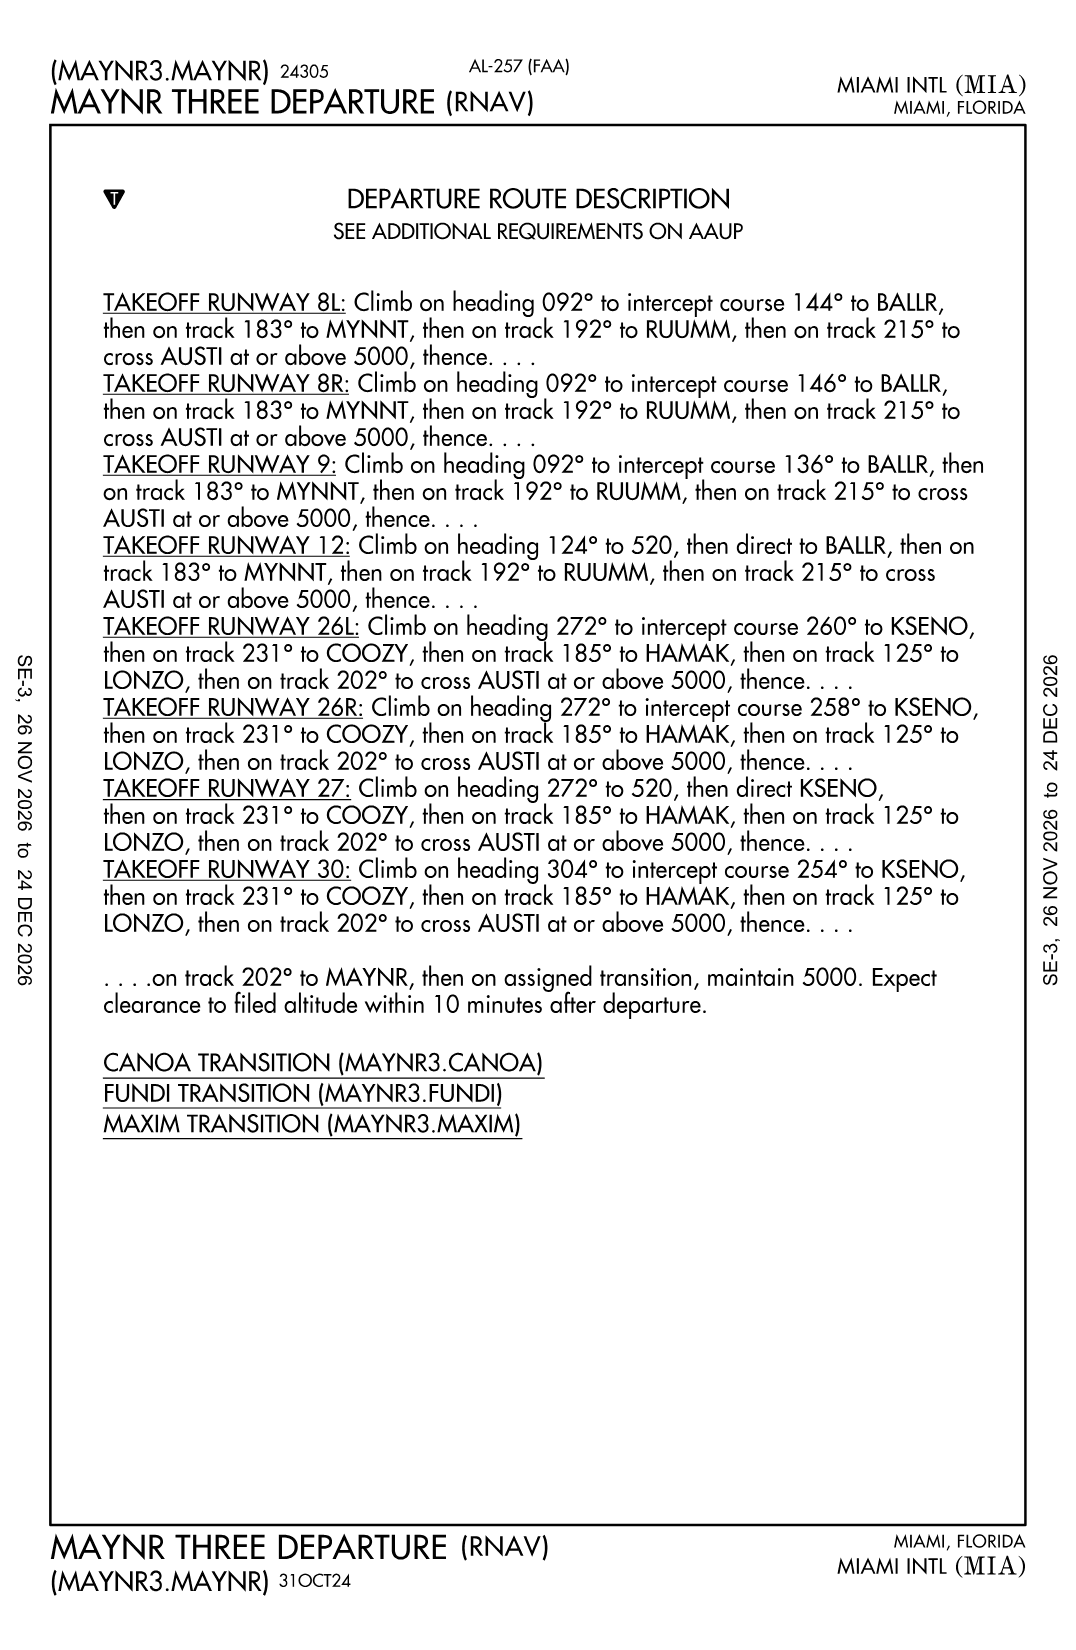 (MAYNR3.MAYNR) 24305
AL-257 (FAA)
MIAMI INTL (MIA)
MAYNR THREE DEPARTURE (RNAV)
MIAMI, FLORIDA
T
DEPARTURE ROUTE DESCRIPTION
SEE ADDITIONAL REQUIREMENTS ON AAUP
TAKEOFF RUNWAY 8L: Climb on heading 092° to intercept course 144° to BALLR,
then on track 183° to MYNNT, then on track 192° to RUUMM, then on track 215° to
cross AUSTI at or above 5000, thence. . . .
TAKEOFF RUNWAY 8R: Climb on heading 092° to intercept course 146° to BALLR,
then on track 183° to MYNNT, then on track 192° to RUUMM, then on track 215° to
cross AUSTI at or above 5000, thence. . . .
TAKEOFF RUNWAY 9: Climb on heading 092° to intercept course 136° to BALLR, then
on track 183° to MYNNT, then on track 192° to RUUMM, then on track 215° to cross
AUSTI at or above 5000, thence. . . .
TAKEOFF RUNWAY 12: Climb on heading 124° to 520, then direct to BALLR, then on
track 183° to MYNNT, then on track 192° to RUUMM, then on track 215° to cross
AUSTI at or above 5000, thence. . . .
TAKEOFF RUNWAY 26L: Climb on heading 272° to intercept course 260° to KSENO,
then on track 231° to COOZY, then on track 185° to HAMAK, then on track 125° to
LONZO, then on track 202° to cross AUSTI at or above 5000, thence. . . .
TAKEOFF RUNWAY 26R: Climb on heading 272° to intercept course 258° to KSENO,
then on track 231° to COOZY, then on track 185° to HAMAK, then on track 125° to
LONZO, then on track 202° to cross AUSTI at or above 5000, thence. . . .
TAKEOFF RUNWAY 27: Climb on heading 272° to 520, then direct KSENO,
then on track 231° to COOZY, then on track 185° to HAMAK, then on track 125° to
LONZO, then on track 202° to cross AUSTI at or above 5000, thence. . . .
TAKEOFF RUNWAY 30: Climb on heading 304° to intercept course 254° to KSENO,
then on track 231° to COOZY, then on track 185° to HAMAK, then on track 125° to
LONZO, then on track 202° to cross AUSTI at or above 5000, thence. . . .
. . . .on track 202° to MAYNR, then on assigned transition, maintain 5000. Expect
clearance to filed altitude within 10 minutes after departure.
CANOA TRANSITION (MAYNR3.CANOA)
FUNDI TRANSITION (MAYNR3.FUNDI)
MAXIM TRANSITION (MAYNR3.MAXIM)
SE-3, 26 NOV 2026 to 24 DEC 2026
SE-3, 26 NOV 2026 to 24 DEC 2026
MAYNR THREE DEPARTURE (RNAV)
MIAMI, FLORIDA
MIAMI INTL (MIA)
(MAYNR3.MAYNR) 31OCT24